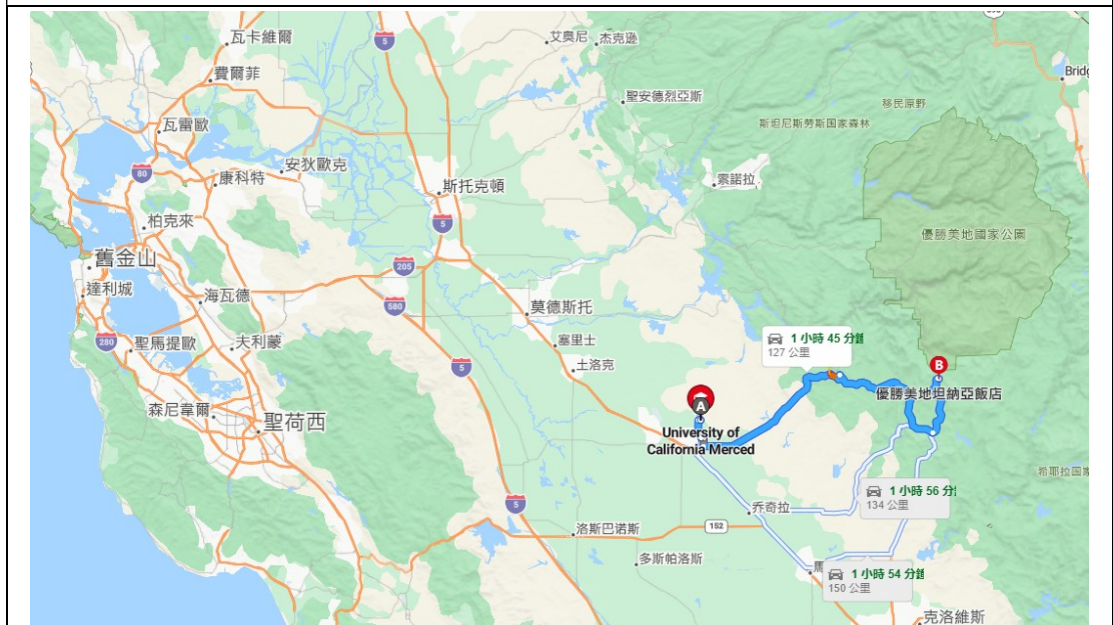 瓦卡維爾
費爾菲
5
艾奧尼
杰克遜
Bridg
聖安德烈亞斯
移民原野
斯坦尼斯勞斯国家森林
瓦雷歐
安狄歐克
80
康科特
斯托克頓
索諾拉
柏克來
5
優勝美地國家公園
舊金山
205
達利城
海瓦德
580
莫德斯托
280
聖馬提歐
夫利蒙
塞里士
1 小時 45 分鐘
127 公里
5
土洛克
B
優勝美地坦納亞飯店
A
森尼韋爾
聖荷西
University of
California Merced
希耶拉国家
1 小時 56 分鐘
134 公里
5
乔奇拉
152
洛斯巴诺斯
多斯帕洛斯
馬
1 小時 54 分鐘
150 公里
克洛維斯